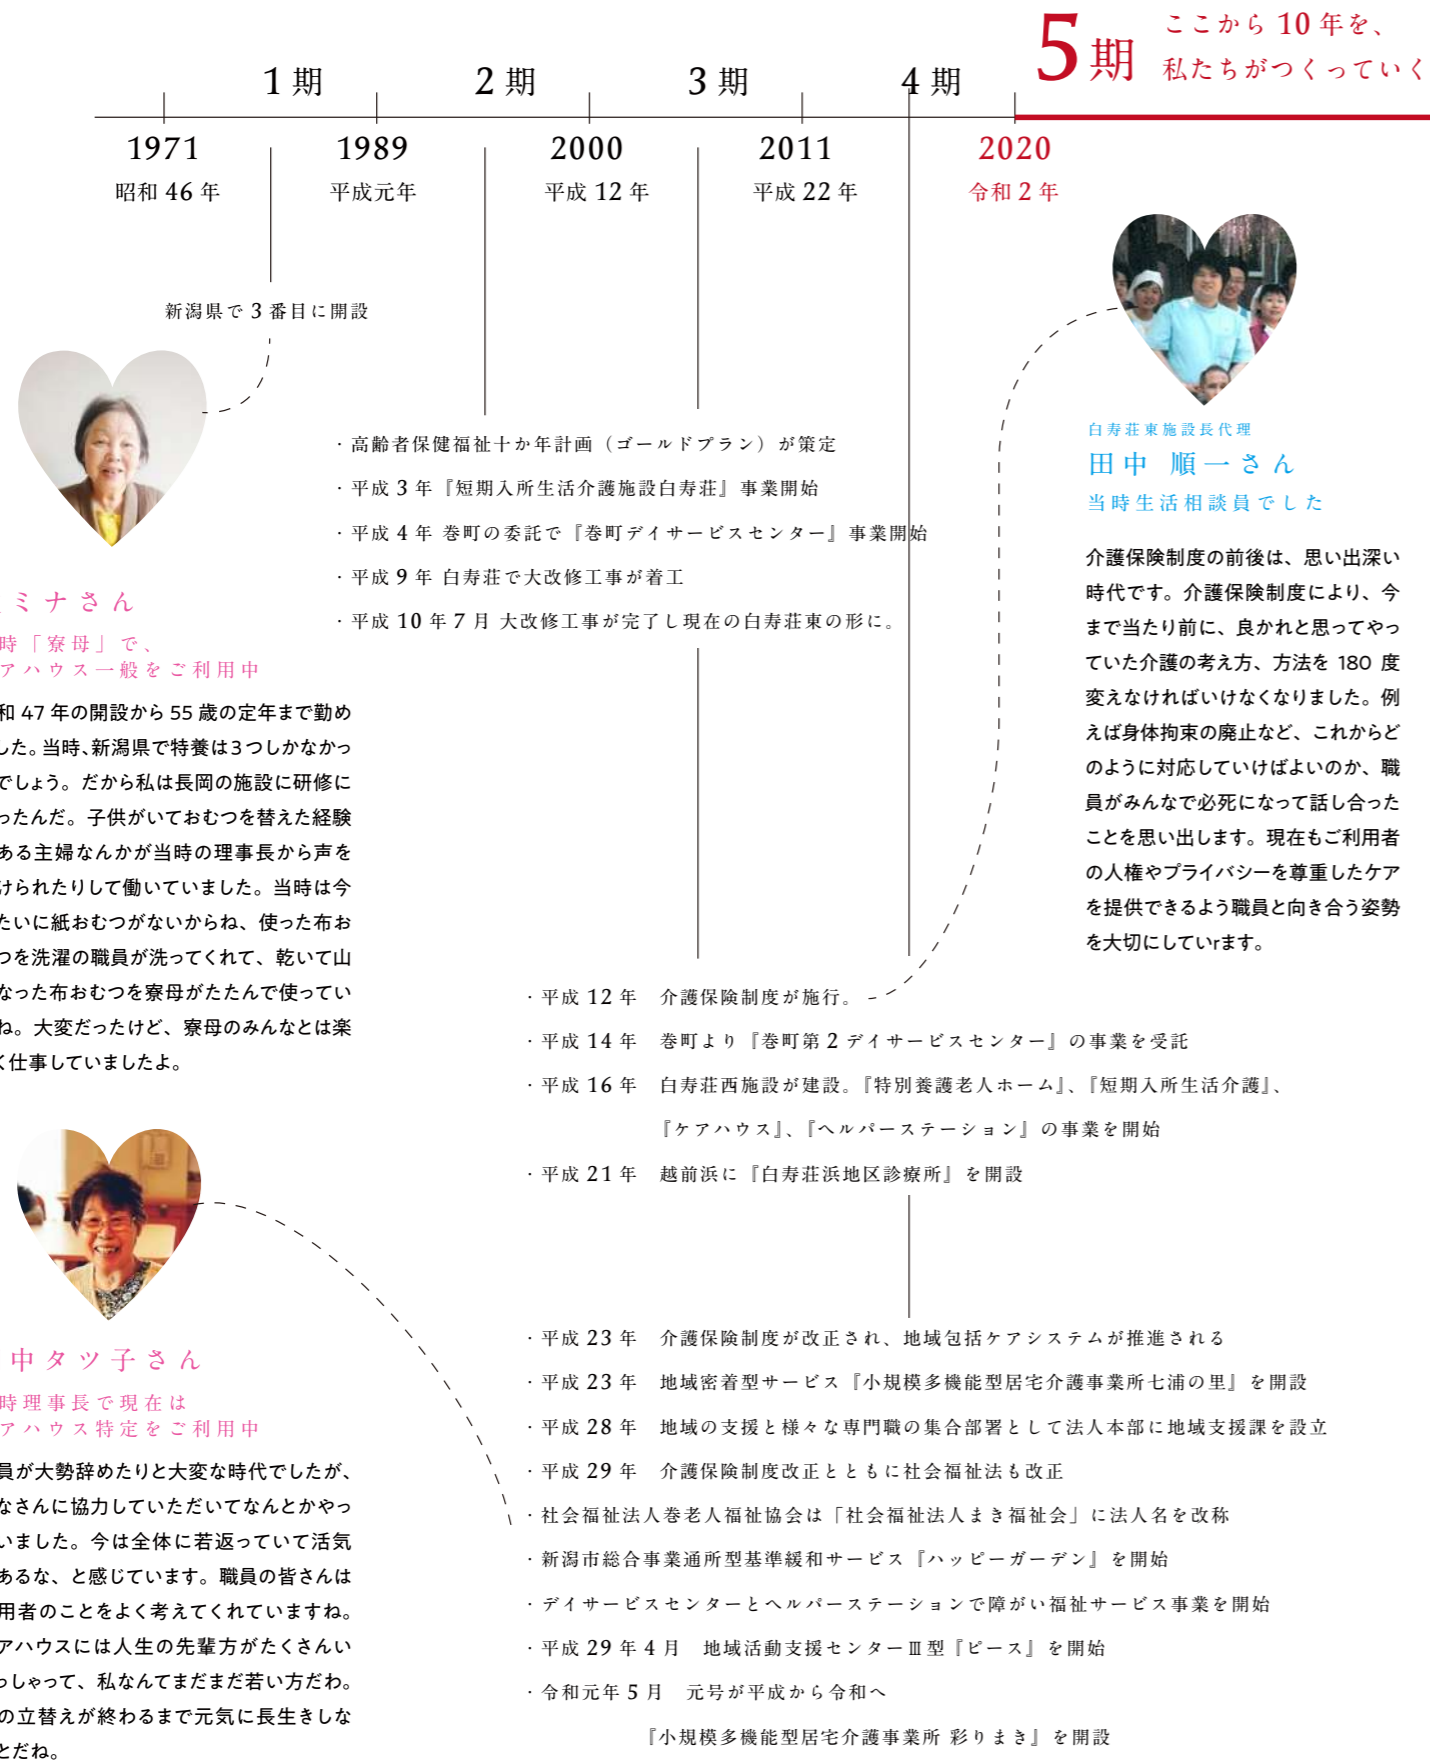 5期
ここから 10 年を、
私たちがつくっていく
1 期
2 期
3 期
4 期
1971
昭和 46 年
1989
平成元年
2000
平成 12 年
2011
平成 22 年
2020
令和 2 年
新潟県で 3 番目に開設
ミナさん
時「寮母」で、
アハウス一般をご利用中
和 47 年の開設から 55 歳の定年まで勤め
した。当時、新潟県で特養は3つしかなかっ
でしょう。だから私は長岡の施設に研修に
ったんだ。子供がいておむつを替えた経験
ある主婦なんかが当時の理事長から声を
けられたりして働いていました。当時は今
たいに紙おむつがないからね、使った布お
つを洗濯の職員が洗ってくれて、乾いて山
なった布おむつを寮母がたたんで使ってい
ね。大変だったけど、寮母のみんなとは楽
く仕事していましたよ。
・高齢者保健福祉十か年計画（ゴールドプラン）が策定
・平成 3 年『短期入所生活介護施設白寿荘』事業開始
・平成 4 年 巻町の委託で『巻町デイサービスセンター』事業開始
・平成 9 年 白寿荘で大改修工事が着工
・平成 10 年 7 月 大改修工事が完了し現在の白寿荘東の形に。
白寿荘東施設長代理
田中 順一さん
当時生活相談員でした
介護保険制度の前後は、思い出深い
時代です。介護保険制度により、今
まで当たり前に、良かれと思ってやっ
ていた介護の考え方、方法を 180 度
変えなければいけなくなりました。例
えば身体拘束の廃止など、これからど
のように対応していけばよいのか、職
員がみんなで必死になって話し合った
ことを思い出します。現在もご利用者
の人権やプライバシーを尊重したケア
を提供できるよう職員と向き合う姿勢
を大切にしていrます。
・平成 12 年　介護保険制度が施行。
・平成 14 年　巻町より『巻町第 2 デイサービスセンター』の事業を受託
・平成 16 年　白寿荘西施設が建設。『特別養護老人ホーム』、『短期入所生活介護』、
『ケアハウス』、『ヘルパーステーション』の事業を開始
・平成 21 年　越前浜に『白寿荘浜地区診療所』を開設
中タツ子さん
時理事長で現在は
アハウス特定をご利用中
員が大勢辞めたりと大変な時代でしたが、
なさんに協力していただいてなんとかやっ
いました。今は全体に若返っていて活気
あるな、と感じています。職員の皆さんは
用者のことをよく考えてくれていますね。
アハウスには人生の先輩方がたくさんい
っしゃって、私なんてまだまだ若い方だわ。
の立替えが終わるまで元気に長生きしな
とだね。
・平成 23 年　介護保険制度が改正され、地域包括ケアシステムが推進される
・平成 23 年　地域密着型サービス『小規模多機能型居宅介護事業所七浦の里』を開設
・平成 28 年　地域の支援と様々な専門職の集合部署として法人本部に地域支援課を設立
・平成 29 年　介護保険制度改正とともに社会福祉法も改正
・社会福祉法人巻老人福祉協会は「社会福祉法人まき福祉会」に法人名を改称
・新潟市総合事業通所型基準緩和サービス『ハッピーガーデン』を開始
・デイサービスセンターとヘルパーステーションで障がい福祉サービス事業を開始
・平成 29 年 4 月　地域活動支援センターⅢ型『ピース』を開始
・令和元年 5 月　元号が平成から令和へ
『小規模多機能型居宅介護事業所 彩りまき』を開設